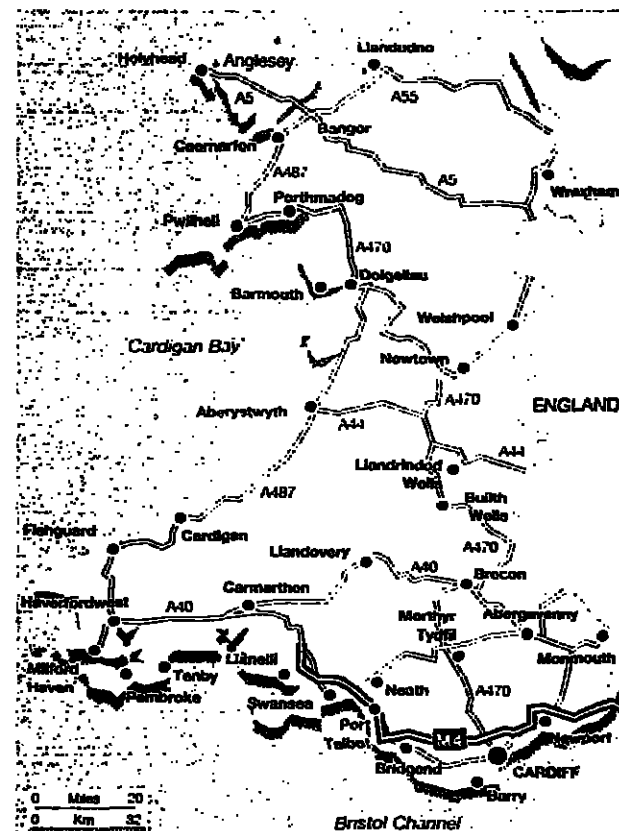 Llandudno
Holyhead
Anglesey
A5
A55
Bangor
Caernarfon
A487
A5
Wrexham
Porthmadog
Pwllheli
A470
Dolgellau
Barmouth
Welshpool
Cardigan Bay
Newtown
Aberystwyth
A470
ENGLAND
A44
A44
Llandrindod
Wells
A487
Builth
Wells
Fishguard
Cardigan
Llandovery
A470
A40
Brecon
Carmarthen
Haverfordwest
A40
Merthyr
Tydfil
Abergavenny
Milford
Haven
Llanelli
Monmouth
Tenby
Pembroke
Neath
A470
Swansea
Port
Talbot
M4
Newport
Bridgend
CARDIFF
Barry
0 Miles 20
0 Km 32
Bristol Channel